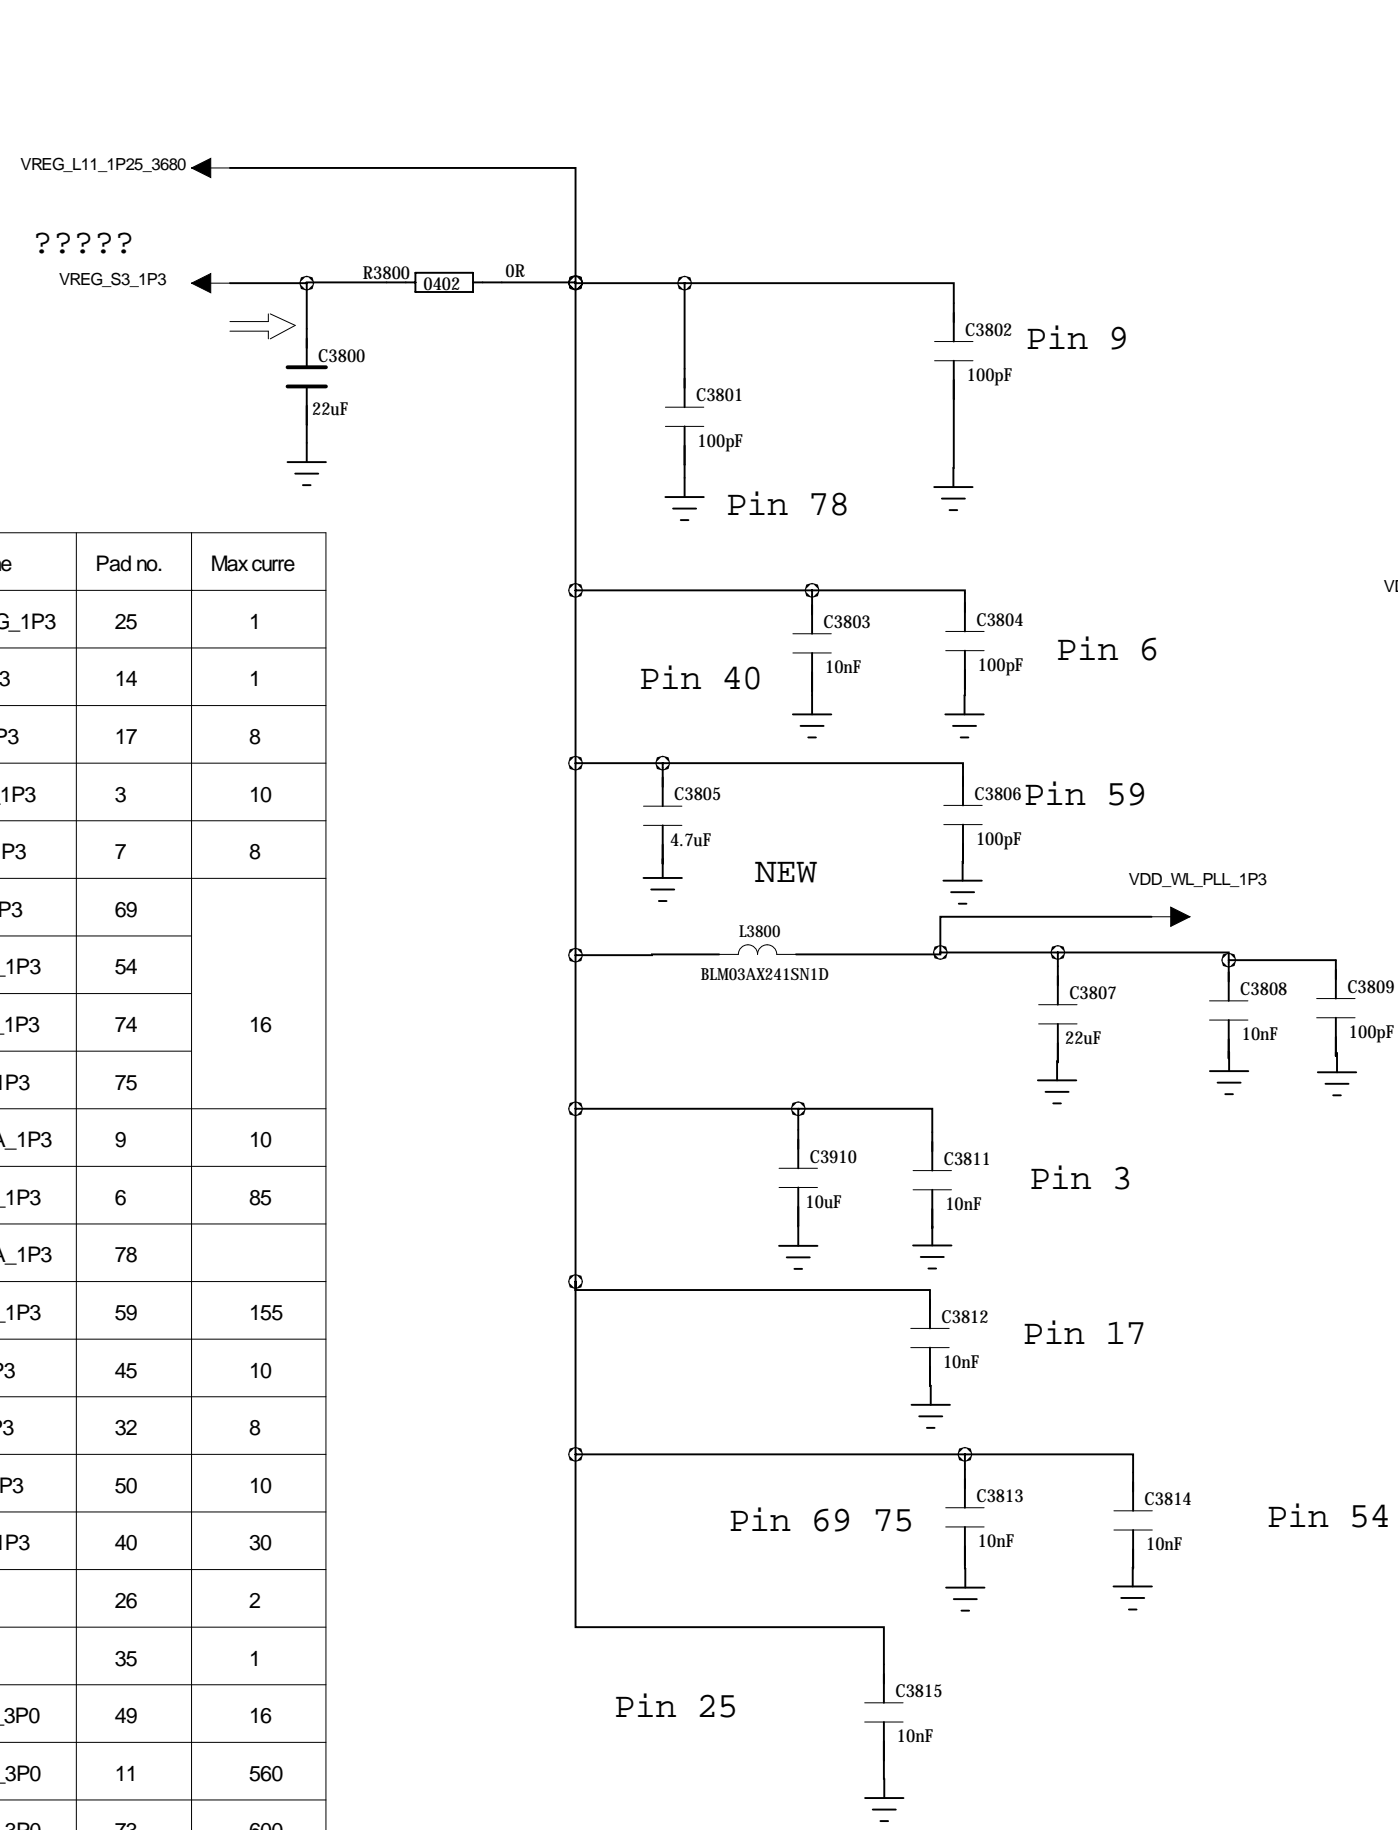 VREG_L11_1P25_3680
?????
VREG_S3_1P3
R3800 0402 0R
C3800
22uF
C3801
100pF
Pin 78
C3802
100pF
Pin 9
C3803
10nF
Pin 40
C3804
100pF
Pin 6
C3805
4.7uF
C3806
100pF
Pin 59
NEW
VDD_WL_PLL_1P3
L3800
BLM03AX241SN1D
C3807
22uF
C3808
10nF
C3809
100pF
C3910
10uF
C3811
10nF
Pin 3
C3812
10nF
Pin 17
Pin 69 75
C3813
10nF
C3814
10nF
Pin 54
Pin 25
C3815
10nF
Pad no. Max curre
G_1P3 25 1
3 14 1
P3 17 8
1P3 3 10
P3 7 8
P3 69
_1P3 54
_1P3 74 16
1P3 75
A_1P3 9 10
_1P3 6 85
A_1P3 78
_1P3 59 155
P3 45 10
P3 32 8
P3 50 10
1P3 40 30
26 2
35 1
_3P0 49 16
_3P0 11 560
_3P0 73 600